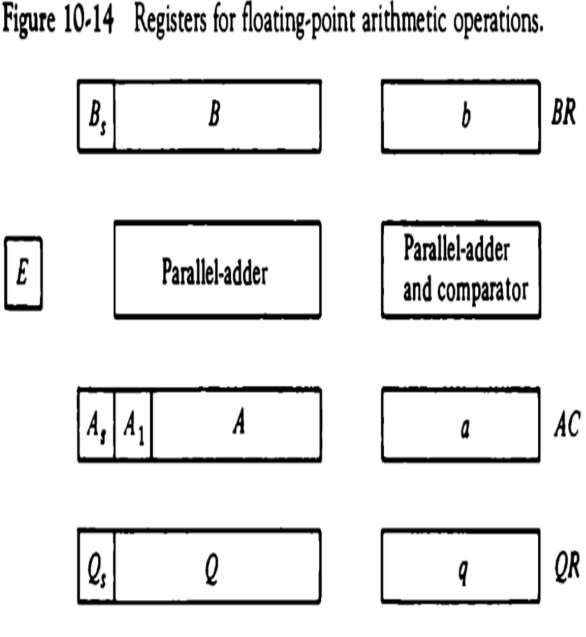 Figure 10-14 Registers for floating-point arithmetic operations.
Bₛ B b BR
E Parallel-adder Parallel-adder
and comparator
Aₛ A₁ A a AC
Qₛ Q q QR